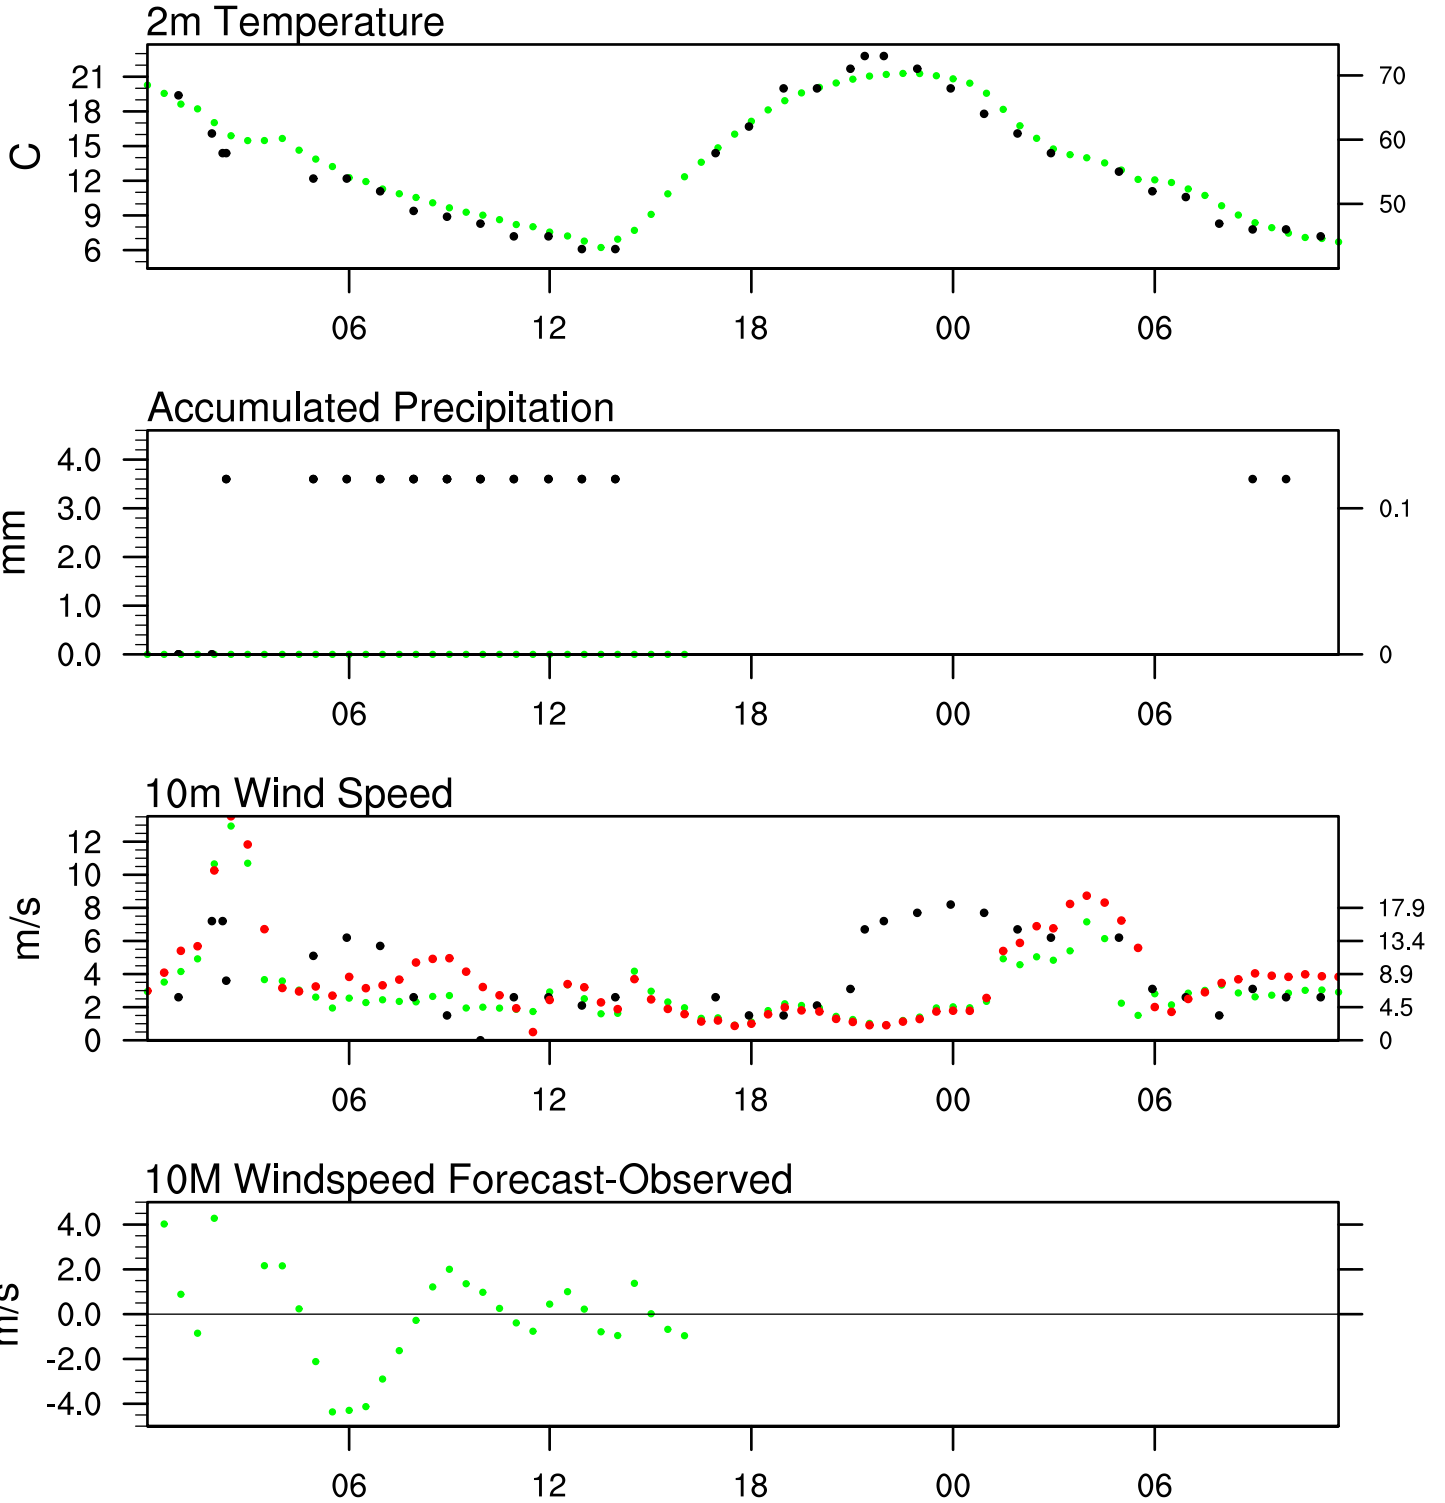 2m Temperature
21
18
15
12
9
6
C
70
60
50
06 12 18 00 06
Accumulated Precipitation
4.0
3.0
2.0
1.0
0.0
mm
0.1
0
06 12 18 00 06
10m Wind Speed
12
10
8
6
4
2
0
m/s
17.9
13.4
8.9
4.5
0
06 12 18 00 06
10M Windspeed Forecast-Observed
4.0
2.0
0.0
-2.0
-4.0
m/s
06 12 18 00 06